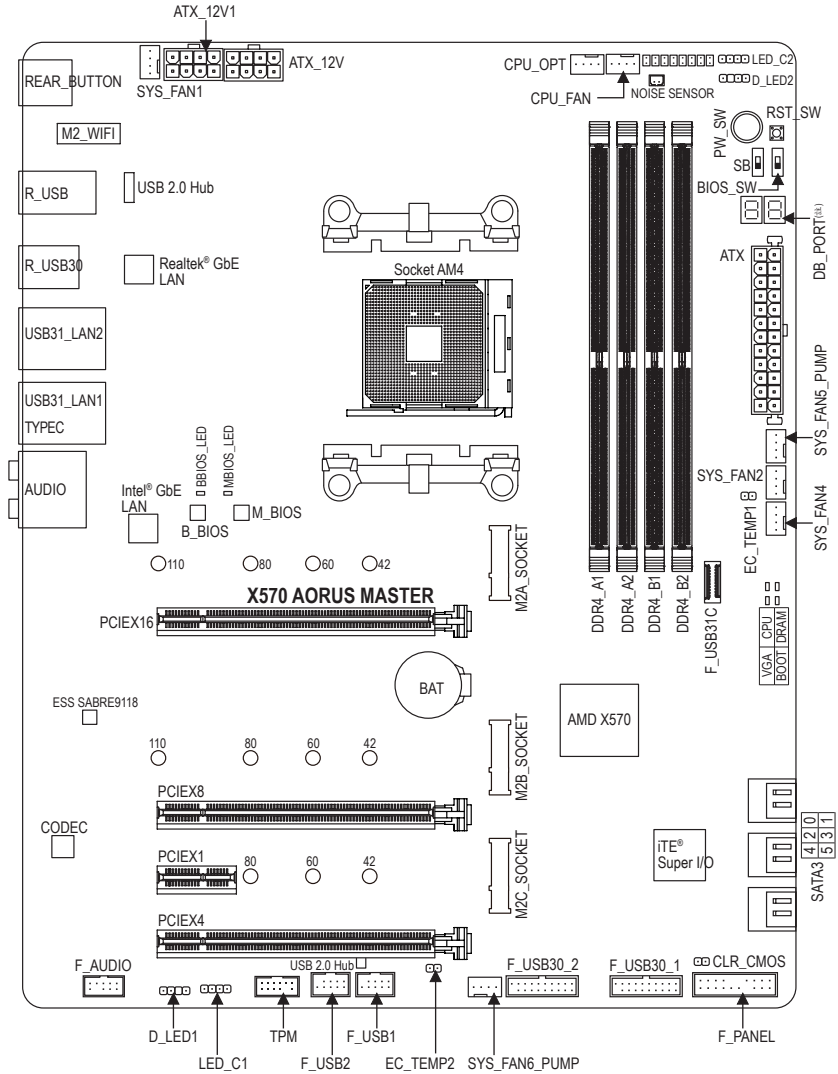 ATX_12V1
REAR_BUTTON
SYS_FAN1
ATX_12V
CPU_OPT
CPU_FAN
NOISE SENSOR
LED_C2
D_LED2
M2_WIFI
PW_SW
RST_SW
SB
BIOS_SW
R_USB
USB 2.0 Hub
DB_PORT
R_USB30
Realtek® GbE
LAN
Socket AM4
ATX
USB31_LAN2
USB31_LAN1
TYPEC
SYS_FAN5_PUMP
AUDIO
Intel® GbE
LAN
BBIOS_LED
MBIOS_LED
B_BIOS
M_BIOS
SYS_FAN2
EC_TEMP1
SYS_FAN4
110
80
60
42
M2A_SOCKET
DDR4_A1
DDR4_A2
DDR4_B1
DDR4_B2
F_USB31C
X570 AORUS MASTER
PCIEX16
CPU
DRAM
VGA
BOOT
BAT
ESS SABRE9118
AMD X570
110
80
60
42
M2B_SOCKET
PCIEX8
CODEC
iTE®
Super I/O
4 2 0
5 3 1
SATA3
PCIEX1
80
60
42
M2C_SOCKET
PCIEX4
F_AUDIO
USB 2.0 Hub
F_USB30_2
F_USB30_1
CLR_CMOS
D_LED1
LED_C1
TPM
F_USB2
F_USB1
EC_TEMP2
SYS_FAN6_PUMP
F_PANEL